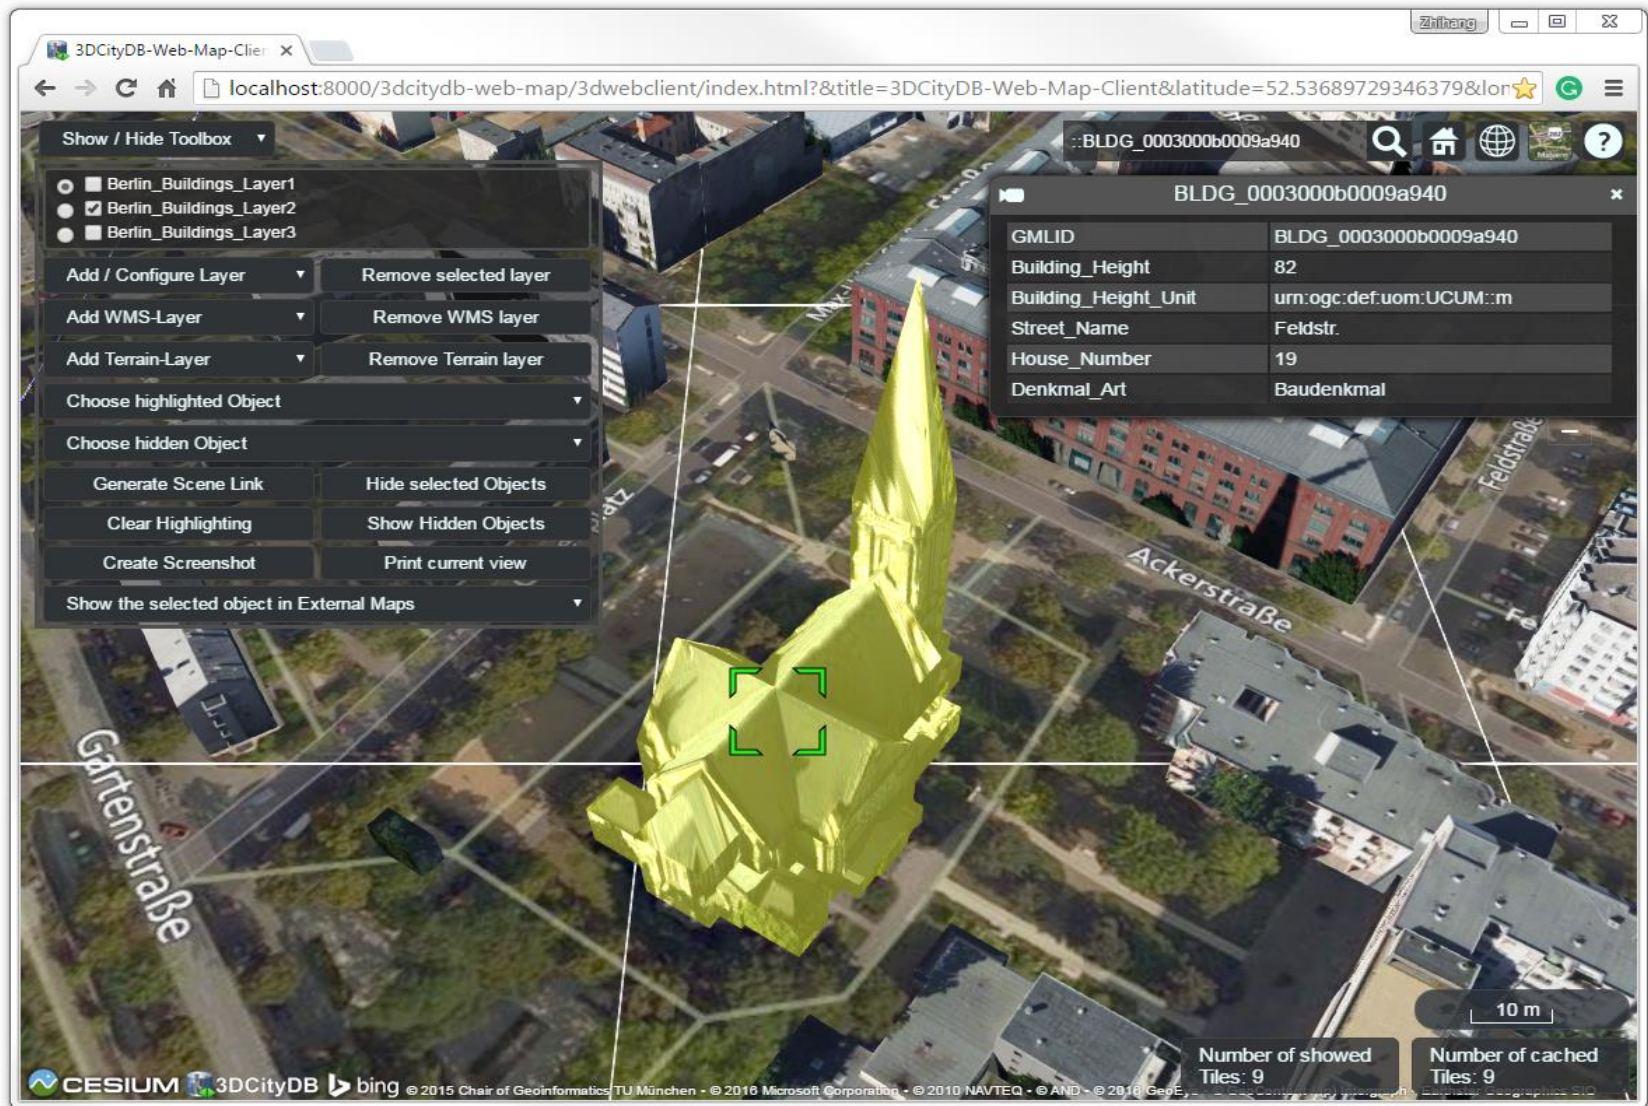 Zhihang
3DCityDB-Web-Map-Clier
localhost:8000/3dcitydb-web-map/3dwebclient/index.html?&title=3DCityDB-Web-Map-Client&latitude=52.53689729346379&lon
Show / Hide Toolbox
::BLDG_0003000b0009a940
?
Berlin_Buildings_Layer1
Berlin_Buildings_Layer2
Berlin_Buildings_Layer3
Add / Configure Layer
Remove selected layer
Add WMS-Layer
Remove WMS layer
Add Terrain-Layer
Remove Terrain layer
Choose highlighted Object
Choose hidden Object
Generate Scene Link
Hide selected Objects
Clear Highlighting
Show Hidden Objects
Create Screenshot
Print current view
Show the selected object in External Maps
BLDG_0003000b0009a940
GMLID BLDG_0003000b0009a940
Building_Height 82
Building_Height_Unit urn:ogc:def:uom:UCUM::m
Street_Name Feldstr.
House_Number 19
Denkmal_Art Baudenkmal
Feldstraße
Ackerstraße
Gartenstraße
10 m
Number of showed
Tiles: 9
Number of cached
Tiles: 9
CESIUM 3DCityDB bing © 2015 Chair of Geoinformatics TU München - © 2016 Microsoft Corporation - © 2010 NAVTEQ - © AND - © 2016